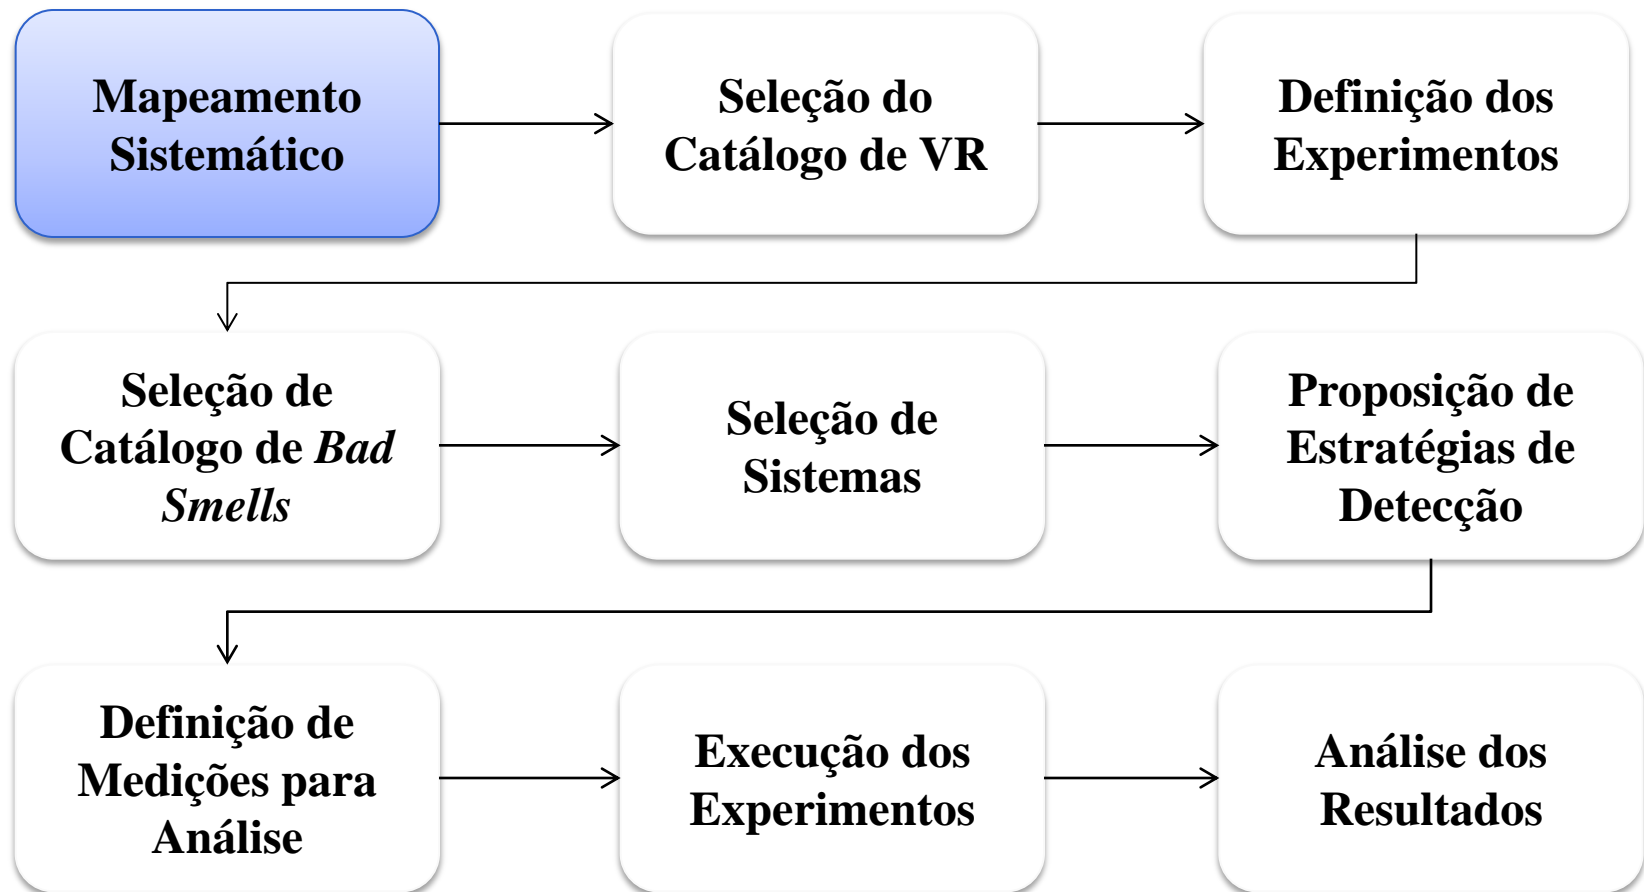 Mapeamento
Sistemático
Seleção do
Catálogo de VR
Definição dos
Experimentos
Seleção de
Catálogo de Bad
Smells
Seleção de
Sistemas
Proposição de
Estratégias de
Detecção
Definição de
Medições para
Análise
Execução dos
Experimentos
Análise dos
Resultados